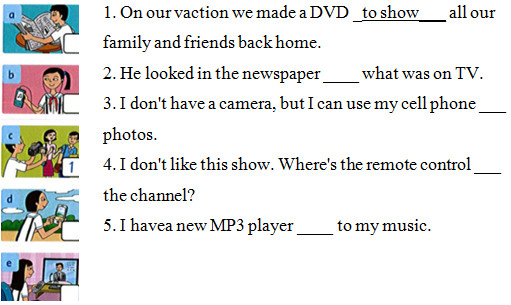 a
1. On our vaction we made a DVD _to show___ all our
family and friends back home.
b
2. He looked in the newspaper ____ what was on TV.
3. I don't have a camera, but I can use my cell phone ___
photos.
c
1
4. I don't like this show. Where's the remote control ___
the channel?
d
5. I havea new MP3 player ____ to my music.
e